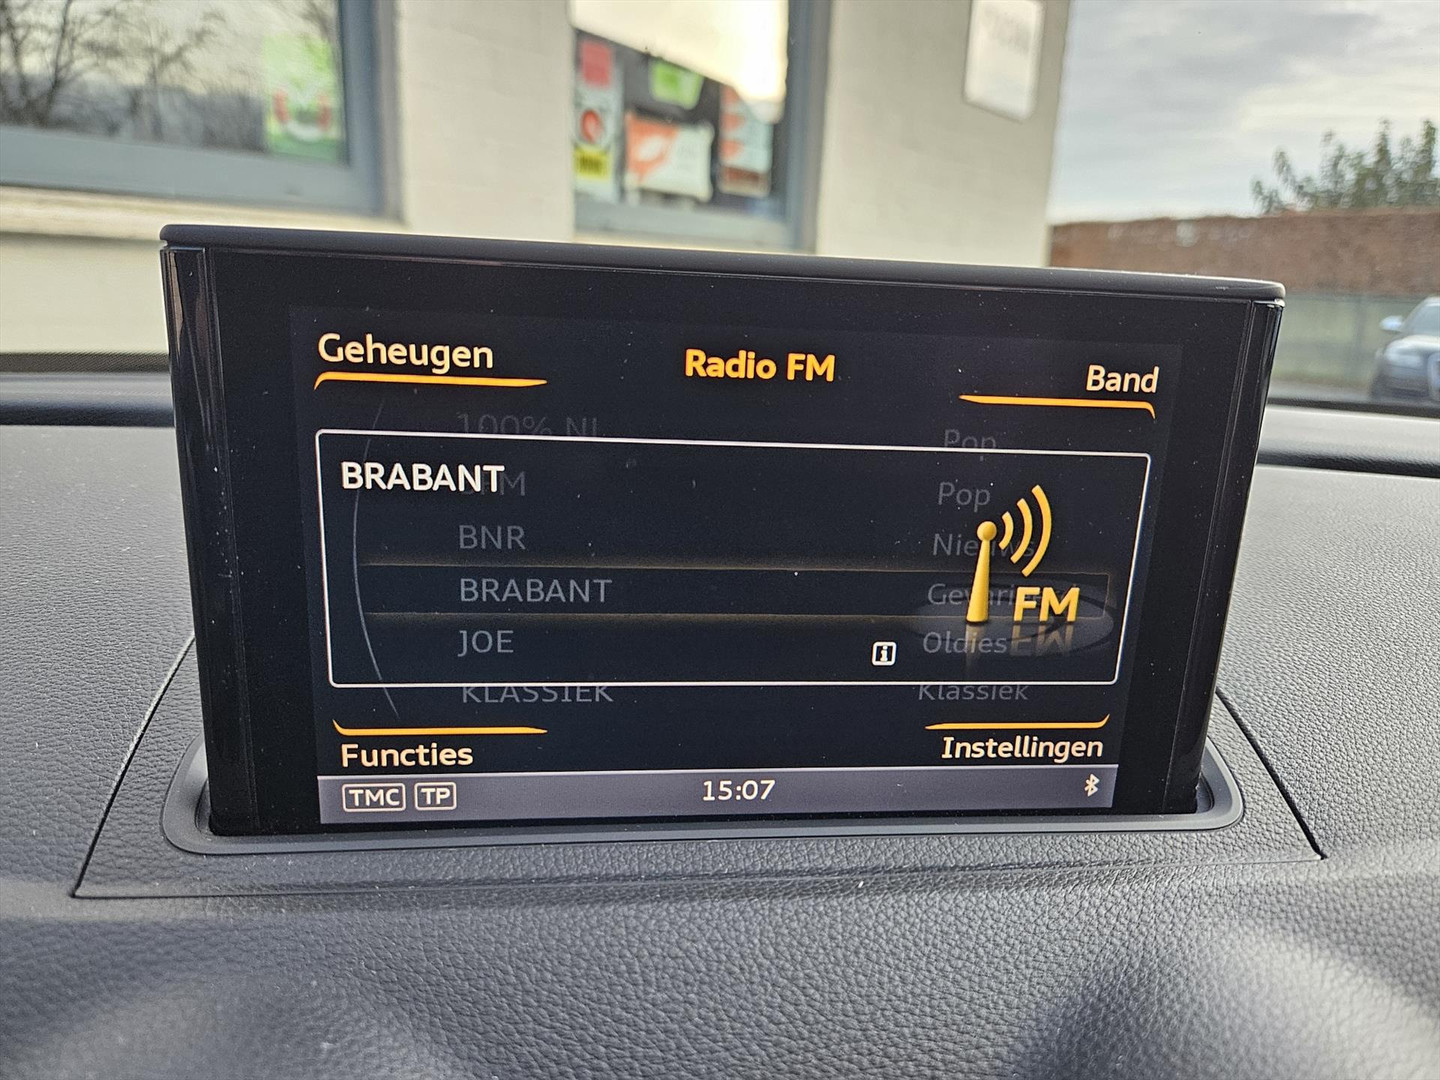 Geheugen
Radio FM
Band
100% NL
Pop
BRABANT
FM
Pop
BNR
BRABANT
FM
JOE
Oldies
KLASSIEK
Klassiek
Functies
Instellingen
TMC TP
15:07